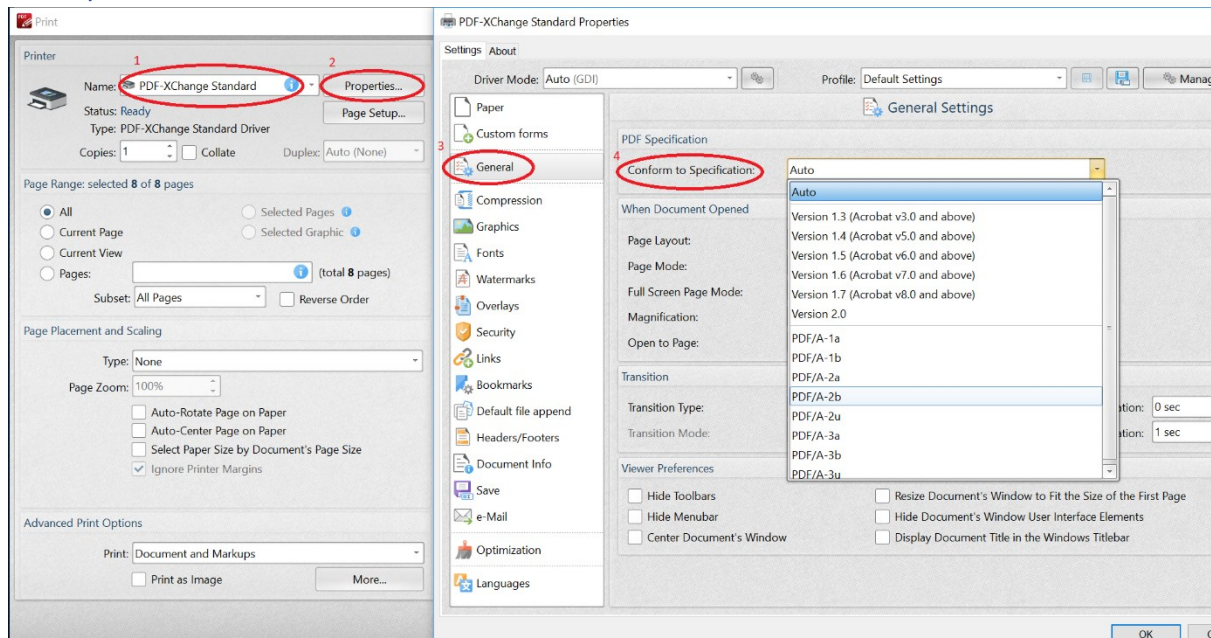 Print
Printer
1
2
Name: PDF-XChange Standard
Properties...
Status: Ready
Page Setup...
Type: PDF-XChange Standard Driver
Copies: 1
Collate
Duplex: Auto (None)
Page Range: selected 8 of 8 pages
All
Selected Pages
Current Page
Selected Graphic
Current View
Pages:
(total 8 pages)
Subset: All Pages
Reverse Order
Page Placement and Scaling
Type: None
Page Zoom: 100%
Auto-Rotate Page on Paper
Auto-Center Page on Paper
Select Paper Size by Document's Page Size
Ignore Printer Margins
Advanced Print Options
Print: Document and Markups
Print as Image
More...
PDF-XChange Standard Properties
Settings About
Driver Mode: Auto (GDI)
Profile: Default Settings
Manag
Paper
Custom forms
3
General
Compression
Graphics
Fonts
Watermarks
Overlays
Security
Links
Bookmarks
Default file append
Headers/Footers
Document Info
Save
e-Mail
Optimization
Languages
General Settings
PDF Specification
4
Conform to Specification: Auto
Auto
Version 1.3 (Acrobat v3.0 and above)
Version 1.4 (Acrobat v5.0 and above)
Version 1.5 (Acrobat v6.0 and above)
Version 1.6 (Acrobat v7.0 and above)
Version 1.7 (Acrobat v8.0 and above)
Version 2.0
PDF/A-1a
PDF/A-1b
PDF/A-2a
PDF/A-2b
PDF/A-2u
PDF/A-3a
PDF/A-3b
PDF/A-3u
When Document Opened
Page Layout:
Page Mode:
Full Screen Page Mode:
Magnification:
Open to Page:
Transition
Transition Type:
ation: 0 sec
Transition Mode:
ation: 1 sec
Viewer Preferences
Hide Toolbars
Resize Document's Window to Fit the Size of the First Page
Hide Menubar
Hide Document's Window User Interface Elements
Center Document's Window
Display Document Title in the Windows Titlebar
OK